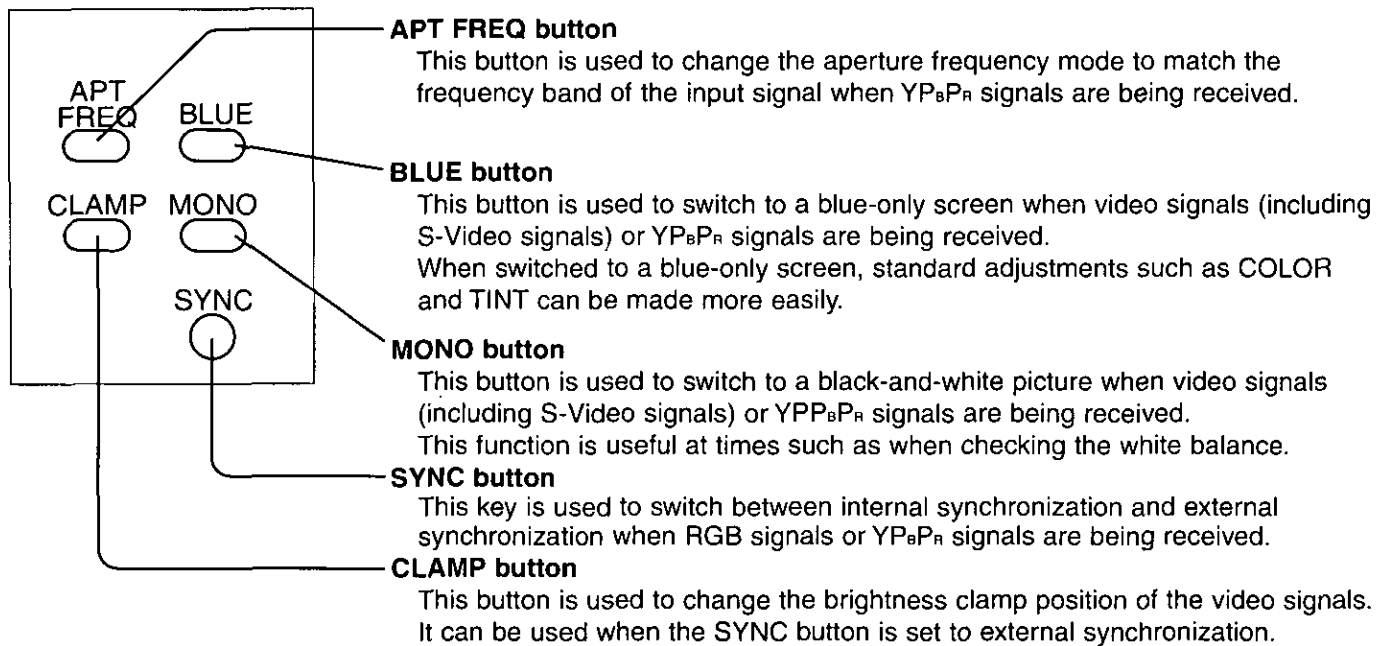 APT FREQ button
This button is used to change the aperture frequency mode to match the
frequency band of the input signal when YPBPR signals are being received.
APT
FREQ
BLUE
BLUE button
This button is used to switch to a blue-only screen when video signals (including
S-Video signals) or YPBPR signals are being received.
When switched to a blue-only screen, standard adjustments such as COLOR
and TINT can be made more easily.
CLAMP MONO
SYNC
MONO button
This button is used to switch to a black-and-white picture when video signals
(including S-Video signals) or YPPBPR signals are being received.
This function is useful at times such as when checking the white balance.
SYNC button
This key is used to switch between internal synchronization and external
synchronization when RGB signals or YPBPR signals are being received.
CLAMP button
This button is used to change the brightness clamp position of the video signals.
It can be used when the SYNC button is set to external synchronization.